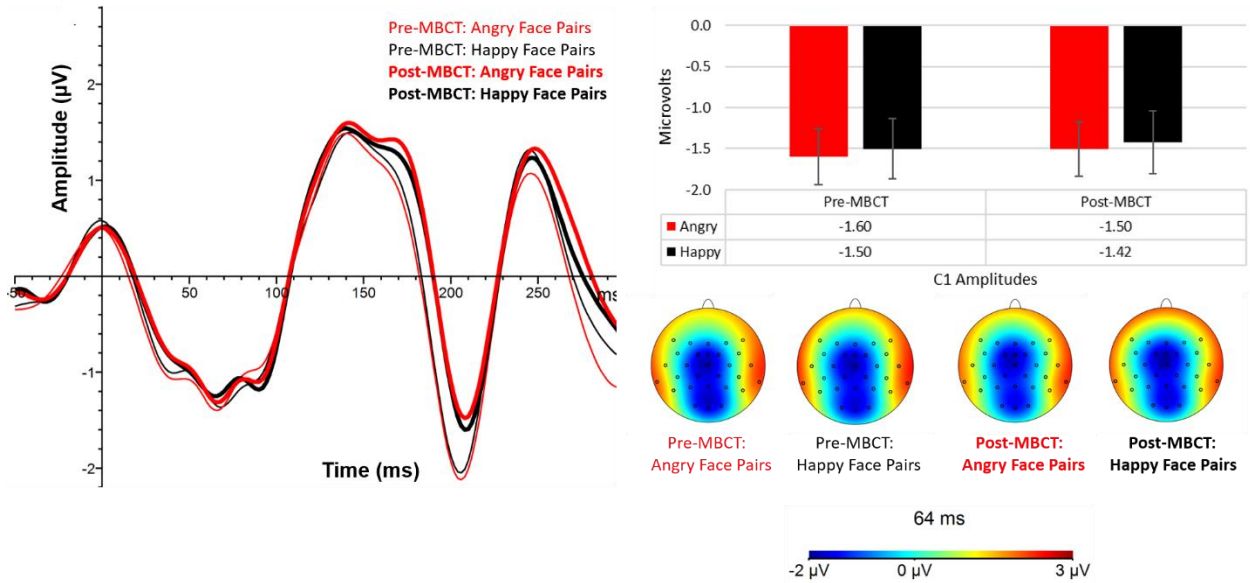 Pre-MBCT: Angry Face Pairs
Pre-MBCT: Happy Face Pairs
Post-MBCT: Angry Face Pairs
Post-MBCT: Happy Face Pairs
Amplitude (µV)
2
1
-1
-2
50
50 100 150 200 250 ms
Time (ms)
Microvolts
0.0
-0.5
-1.0
-1.5
-2.0
Pre-MBCT Post-MBCT
Angry -1.60 -1.50
Happy -1.50 -1.42
C1 Amplitudes
Pre-MBCT:
Angry Face Pairs
Pre-MBCT:
Happy Face Pairs
Post-MBCT:
Angry Face Pairs
Post-MBCT:
Happy Face Pairs
64 ms
-2 µV 0 µV 3 µV